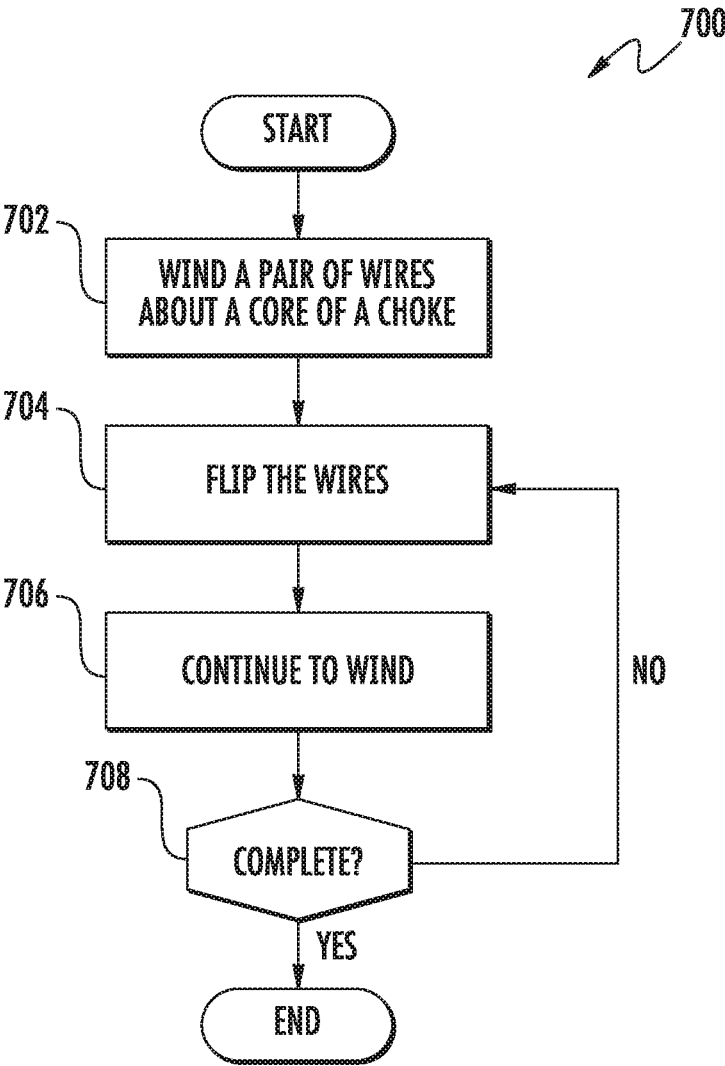 700
START
702
WIND A PAIR OF WIRES
ABOUT A CORE OF A CHOKE
704
FLIP THE WIRES
706
CONTINUE TO WIND
NO
708
COMPLETE?
YES
END